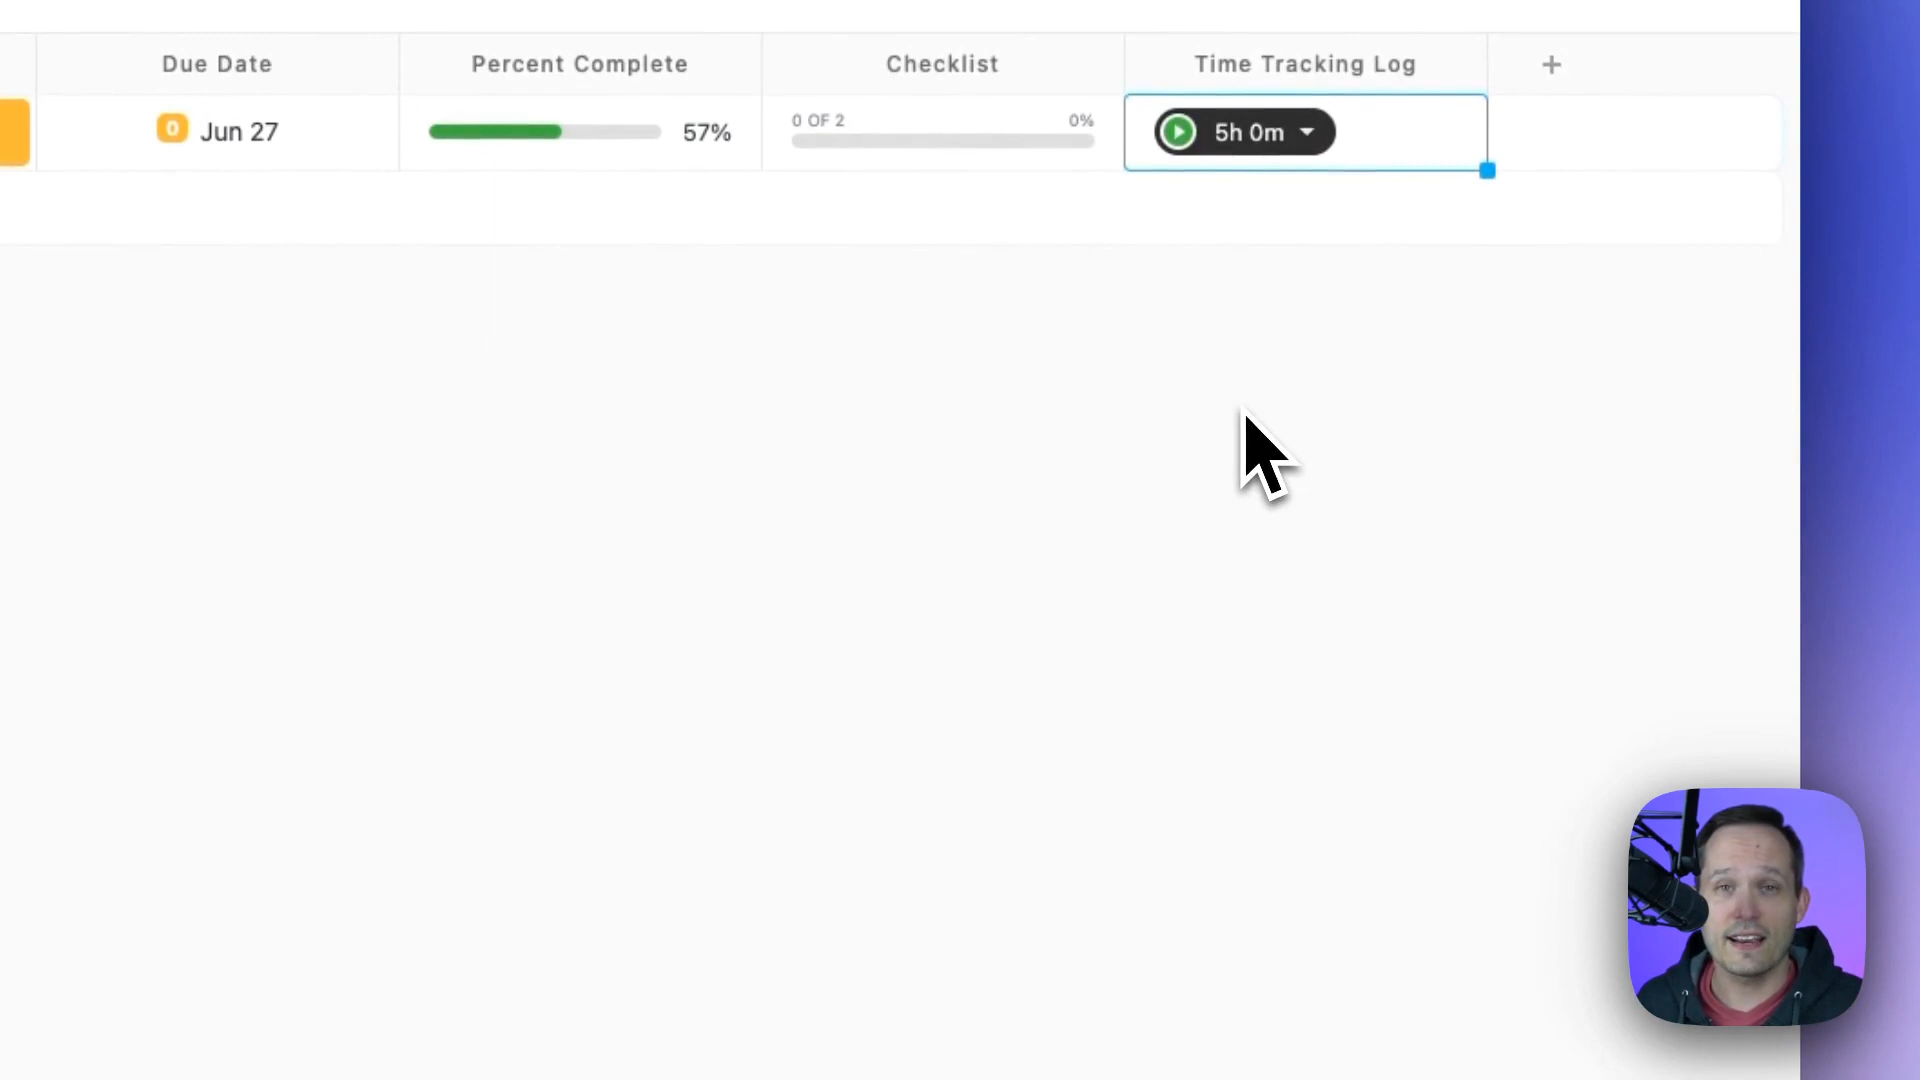 Due Date Percent Complete Checklist Time Tracking Log +
0 Jun 27 57% 0 OF 2 0% 5h 0m